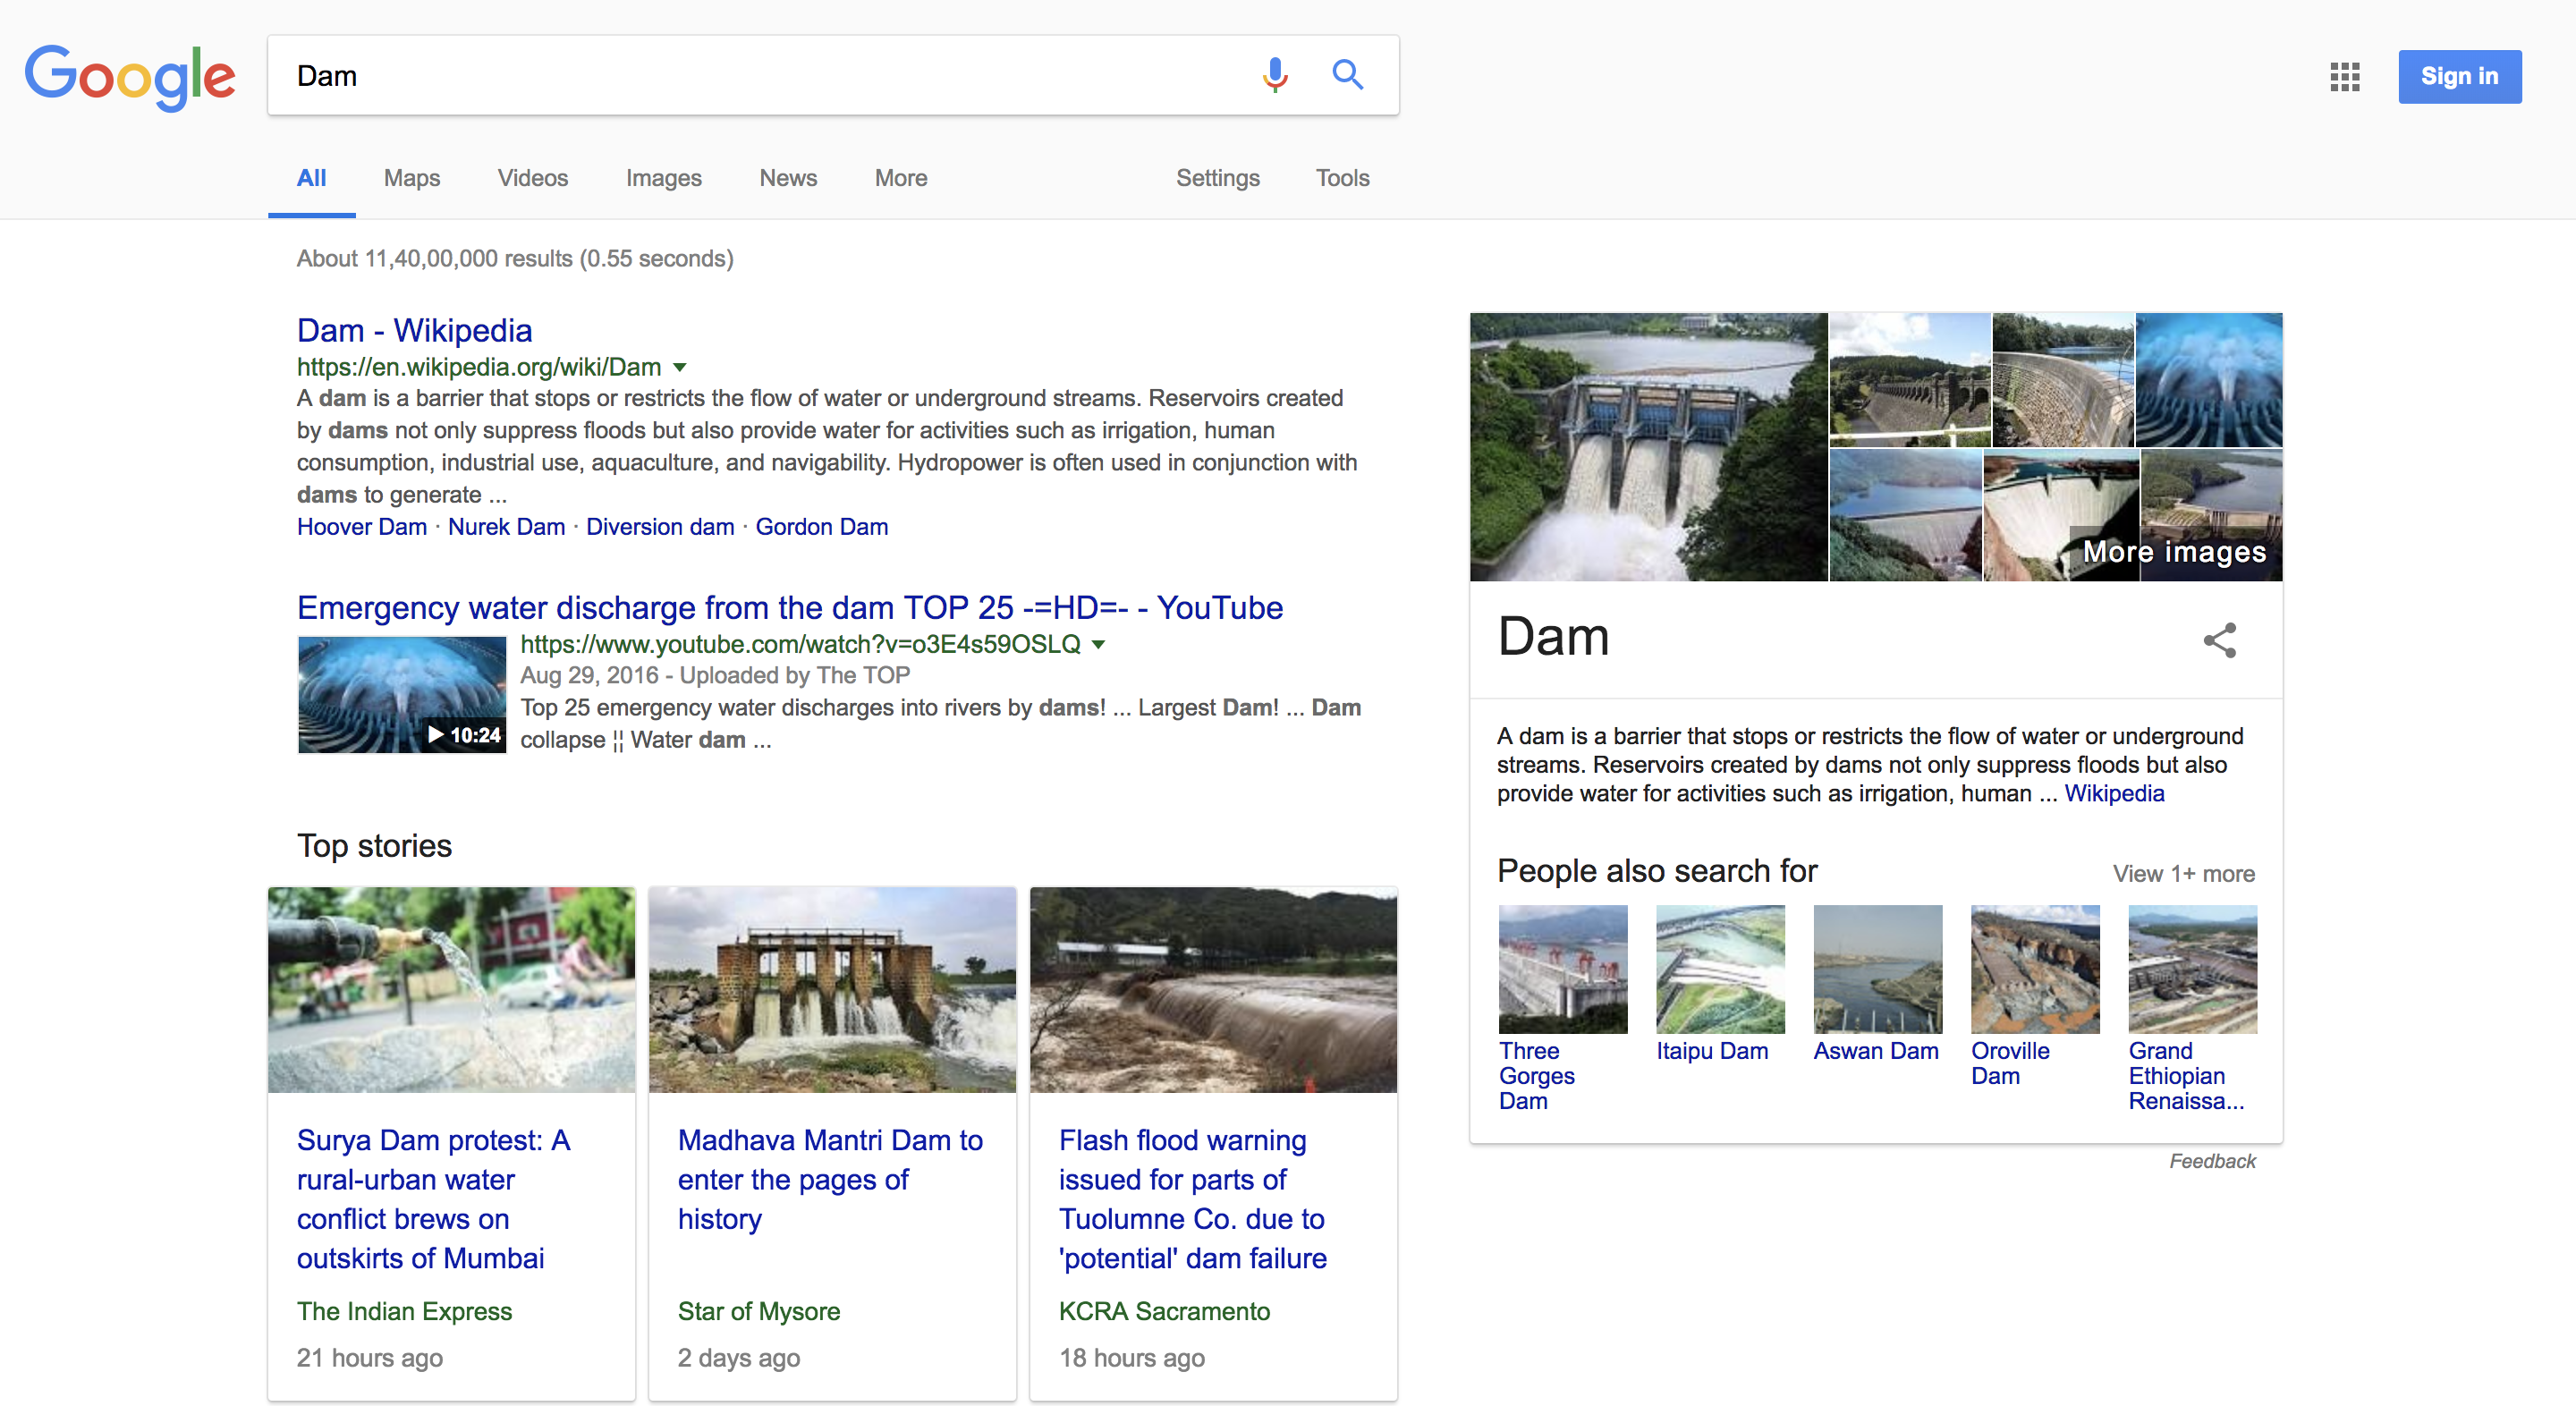 Google
Dam
Sign in
All Maps Videos Images News More Settings Tools
About 11,40,00,000 results (0.55 seconds)
Dam - Wikipedia
https://en.wikipedia.org/wiki/Dam
A dam is a barrier that stops or restricts the flow of water or underground streams. Reservoirs created
by dams not only suppress floods but also provide water for activities such as irrigation, human
consumption, industrial use, aquaculture, and navigability. Hydropower is often used in conjunction with
dams to generate ...
Hoover Dam · Nurek Dam · Diversion dam · Gordon Dam
Emergency water discharge from the dam TOP 25 -=HD=- - YouTube
https://www.youtube.com/watch?v=o3E4s59OSLQ
Aug 29, 2016 - Uploaded by The TOP
Top 25 emergency water discharges into rivers by dams! ... Largest Dam! ... Dam
collapse ¦¦ Water dam ...
10:24
Top stories
Surya Dam protest: A
rural-urban water
conflict brews on
outskirts of Mumbai
The Indian Express
21 hours ago
Madhava Mantri Dam to
enter the pages of
history
Star of Mysore
2 days ago
Flash flood warning
issued for parts of
Tuolumne Co. due to
'potential' dam failure
KCRA Sacramento
18 hours ago
More images
Dam
A dam is a barrier that stops or restricts the flow of water or underground
streams. Reservoirs created by dams not only suppress floods but also
provide water for activities such as irrigation, human ... Wikipedia
People also search for
View 1+ more
Three
Gorges
Dam
Itaipu Dam
Aswan Dam
Oroville
Dam
Grand
Ethiopian
Renaissa...
Feedback